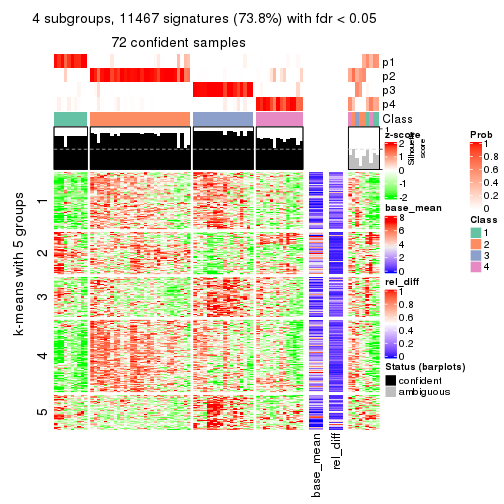 4 subgroups, 11467 signatures (73.8%) with fdr < 0.05
72 confident samples
p1
p2
p3
p4
Class
1
Silhouette
score
k-means with 5 groups
1
2
3
4
5
base_mean
rel_diff
z-score
2
1
0
-2
base_mean
8
6
4
2
0
rel_diff
1
0.8
0.6
0.4
0.2
0
Status (barplots)
confident
ambiguous
Prob
1
0.8
0.6
0.4
0.2
0
Class
1
2
3
4